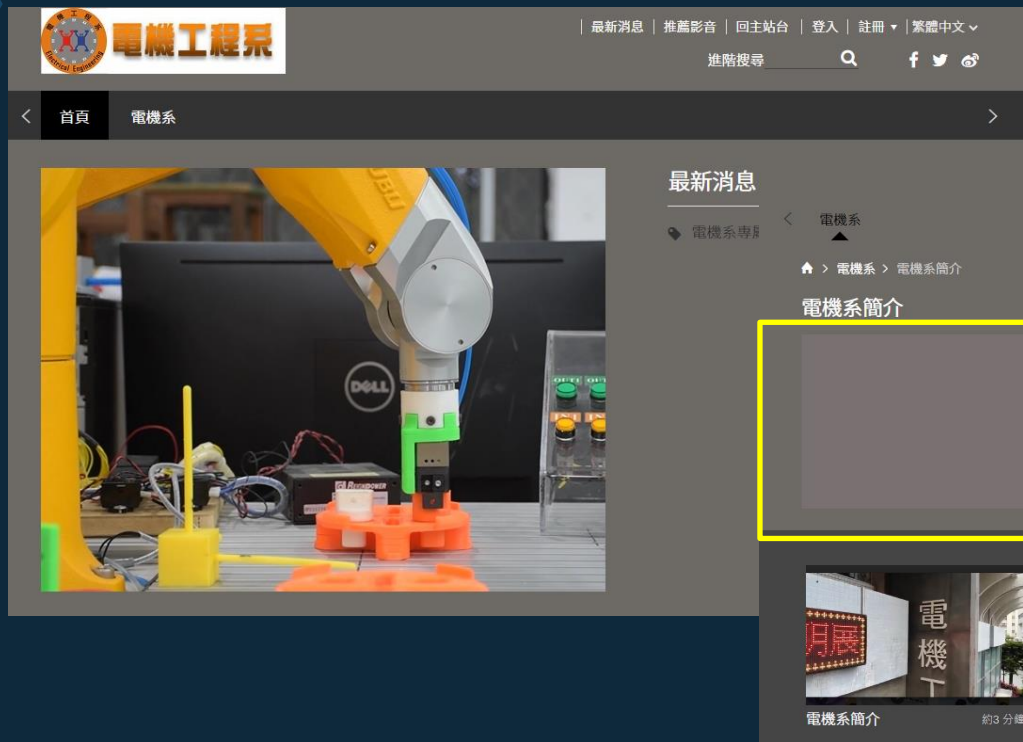 電機工程系
Electrical Engineering
最新消息 | 推薦影音 | 回主站台 | 登入 | 註冊 ▾ | 繁體中文
進階搜尋
首頁
電機系
最新消息
電機系專
電機系
> 電機系 > 電機系簡介
電機系簡介
DELL
OUT1
IN1
電機工
電機系簡介
約3 分鐘